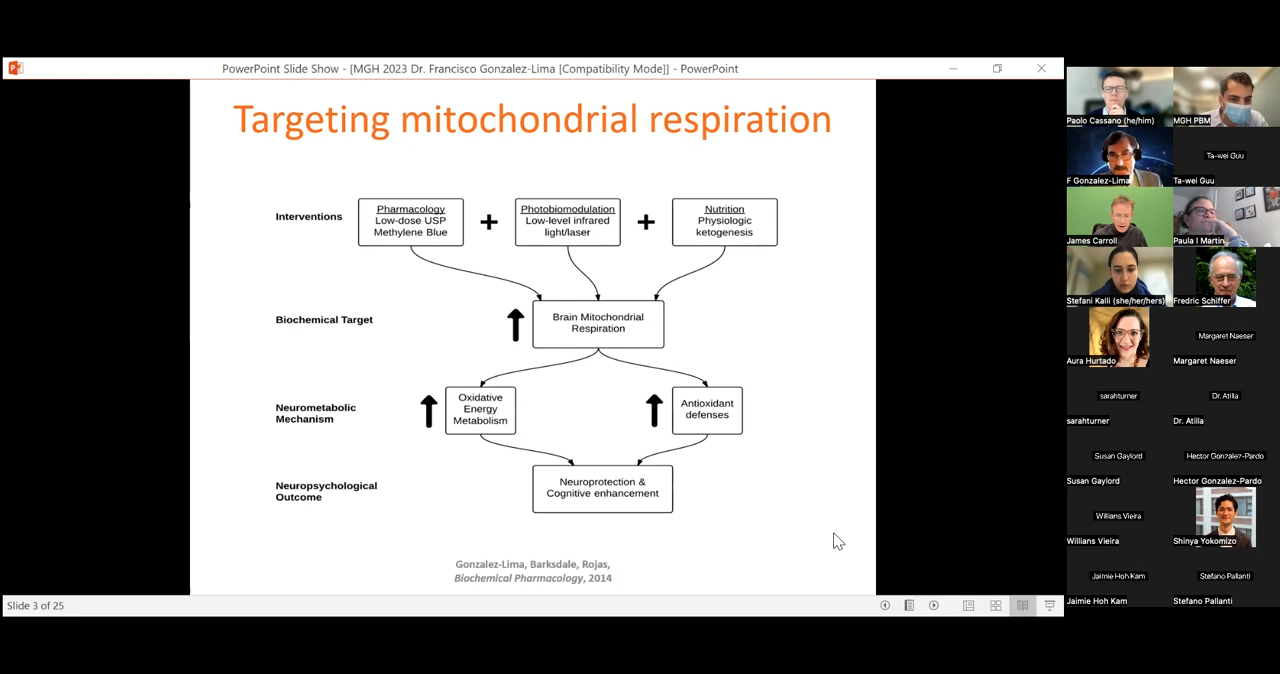 PowerPoint Slide Show - [MGH 2023 Dr. Francisco Gonzalez-Lima [Compatibility Mode]] - PowerPoint
Targeting mitochondrial respiration
Interventions
Pharmacology
Low-dose USP
Methylene Blue
+
Photobiomodulation
Low-level infrared
light/laser
+
Nutrition
Physiologic
ketogenesis
Biochemical Target
Brain Mitochondrial
Respiration
Neurometabolic
Mechanism
Oxidative
Energy
Metabolism
Antioxidant
defenses
Neuropsychological
Outcome
Neuroprotection &
Cognitive enhancement
Gonzalez-Lima, Barksdale, Rojas,
Biochemical Pharmacology, 2014
Slide 3 of 25
Paolo Cassano (he/him)
MGH PBM
F Gonzalez-Lima
Ta-wei Guu
Ta-wei Guu
James Carroll
Paula I Martin
Stefani Kalli (she/her/hers)
Fredric Schiffer
Aura Hurtado
Margaret Naeser
Margaret Naeser
sarahturner
sarahturner
Dr. Atilla
Dr. Atilla
Susan Gaylord
Susan Gaylord
Hector Gonzalez-Pardo
Hector Gonzalez-Pardo
Willians Vieira
Willians Vieira
Shinya Yokomizo
Jaimie Hoh Kam
Jaimie Hoh Kam
Stefano Pallanti
Stefano Pallanti